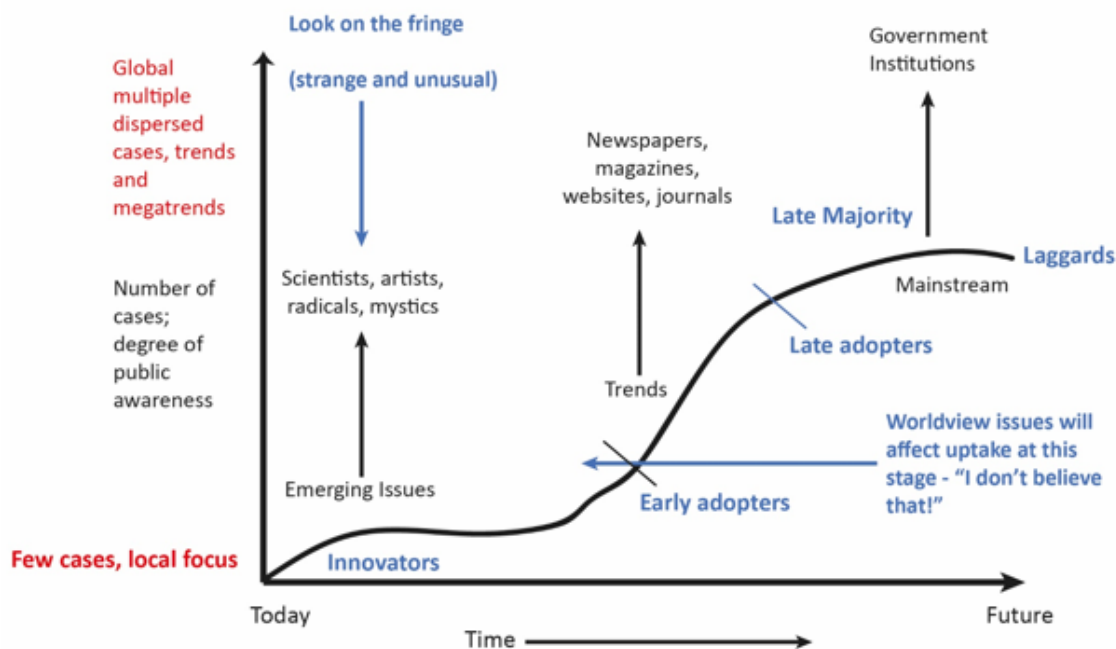 Look on the fringe
(strange and unusual)
Global
multiple
dispersed
cases, trends
and
megatrends
Government
Institutions
Newspapers,
magazines,
websites, journals
Late Majority
Laggards
Scientists, artists,
radicals, mystics
Number of
cases;
degree of
public
awareness
Mainstream
Late adopters
Trends
Worldview issues will
affect uptake at this
stage - “I don’t believe
that!”
Emerging Issues
Early adopters
Few cases, local focus
Innovators
Today
Future
Time